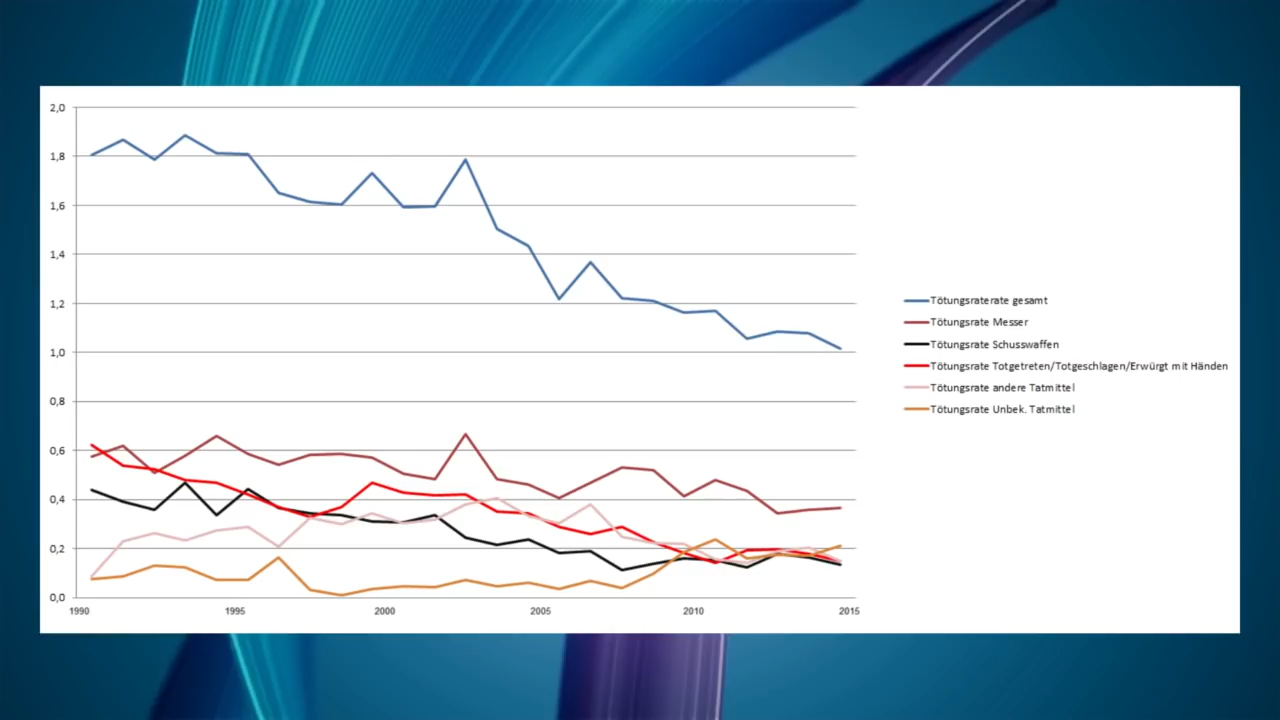 2,0
1,8
1,6
1,4
1,2
1,0
0,8
0,6
0,4
0,2
0,0
1990 1995 2000 2005 2010 2015
Tötungsraterate gesamt
Tötungsrate Messer
Tötungsrate Schusswaffen
Tötungsrate Totgetreten/Totgeschlagen/Erwürgt mit Händen
Tötungsrate andere Tatmittel
Tötungsrate Unbek. Tatmittel